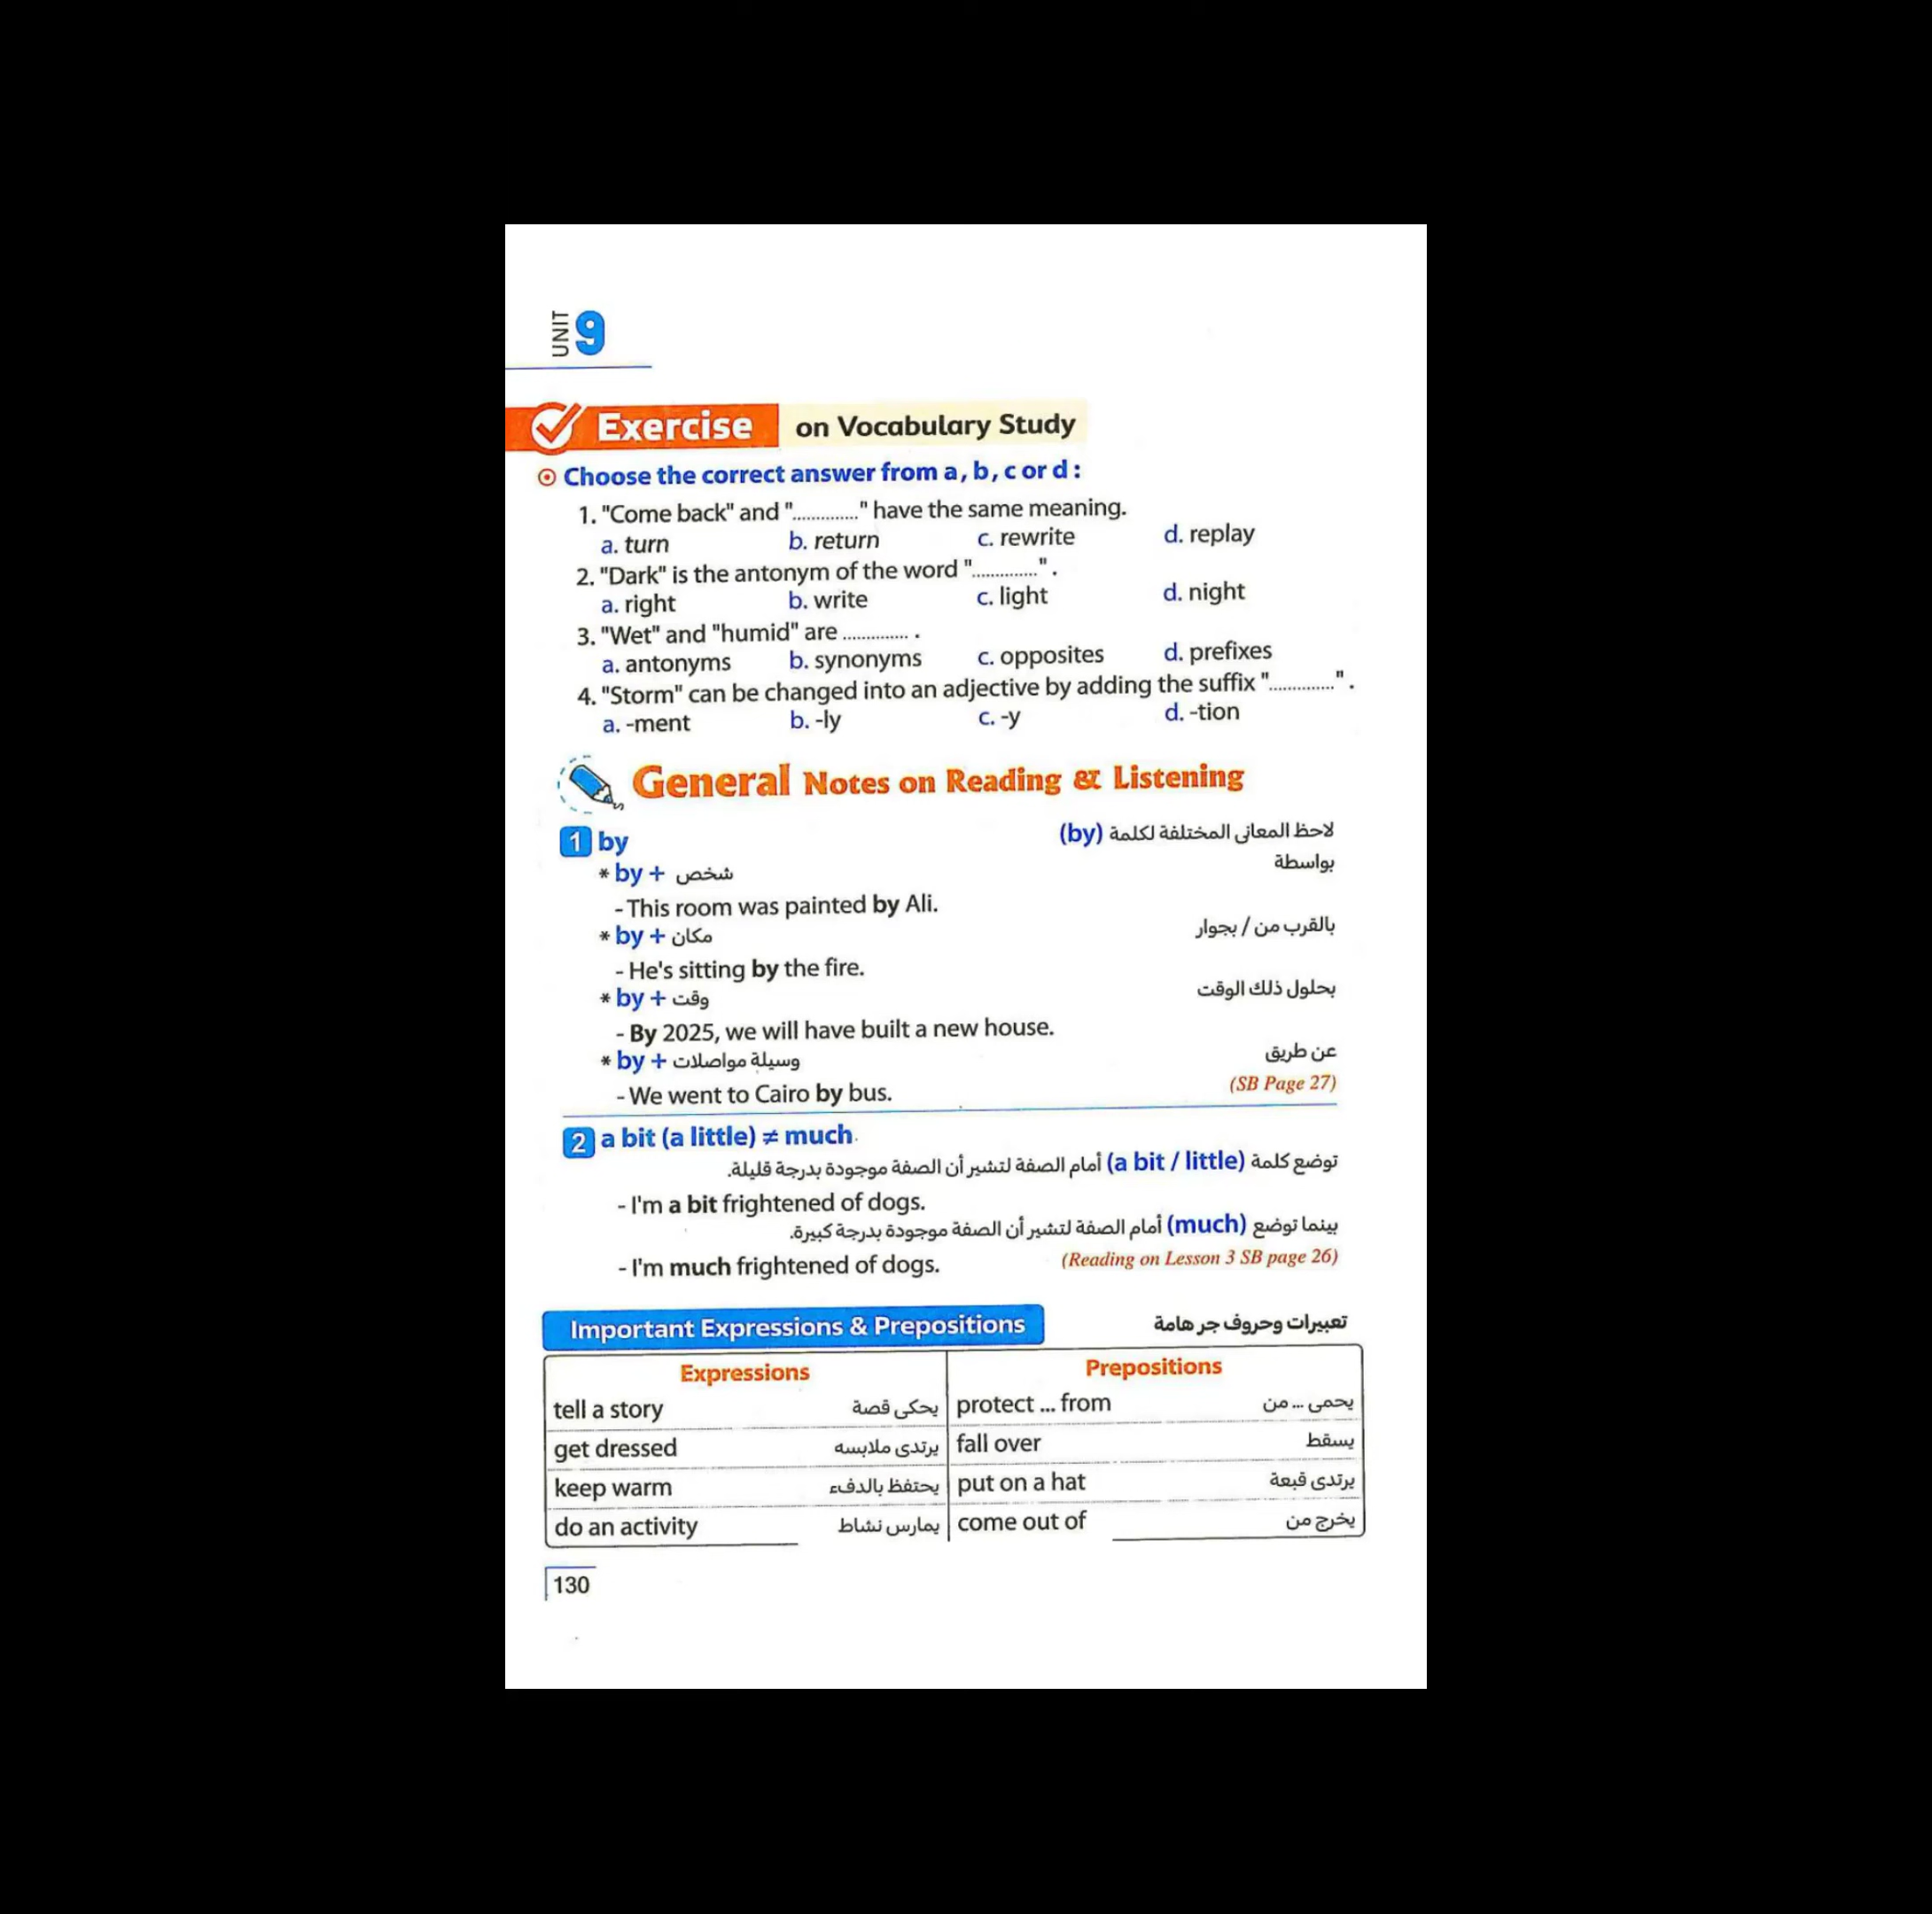 UNIT 9
Exercise on Vocabulary Study
Choose the correct answer from a, b, c or d :
1. "Come back" and "............." have the same meaning.
a. turn b. return c. rewrite d. replay
2. "Dark" is the antonym of the word "............." .
a. right b. write c. light d. night
3. "Wet" and "humid" are ............. .
a. antonyms b. synonyms c. opposites d. prefixes
4. "Storm" can be changed into an adjective by adding the suffix "............." .
a. -ment b. -ly c. -y d. -tion
General Notes on Reading & Listening
1 by لاحظ المعانى المختلفة لكلمة (by)
* by + شخص بواسطة
- This room was painted by Ali.
* by + مكان بالقرب من / بجوار
- He's sitting by the fire.
* by + وقت بحلول ذلك الوقت
- By 2025, we will have built a new house.
* by + وسيلة مواصلات عن طريق
- We went to Cairo by bus. (SB Page 27)
2 a bit (a little) ≠ much
توضع كلمة (a bit / little) أمام الصفة لتشير أن الصفة موجودة بدرجة قليلة.
- I'm a bit frightened of dogs.
بينما توضع (much) أمام الصفة لتشير أن الصفة موجودة بدرجة كبيرة.
- I'm much frightened of dogs. (Reading on Lesson 3 SB page 26)
Important Expressions & Prepositions تعبيرات وحروف جر هامة
Expressions Prepositions
tell a story يحكى قصة protect ... from يحمى ... من
get dressed يرتدى ملابسه fall over يسقط
keep warm يحتفظ بالدفء put on a hat يرتدى قبعة
do an activity يمارس نشاط come out of يخرج من
130